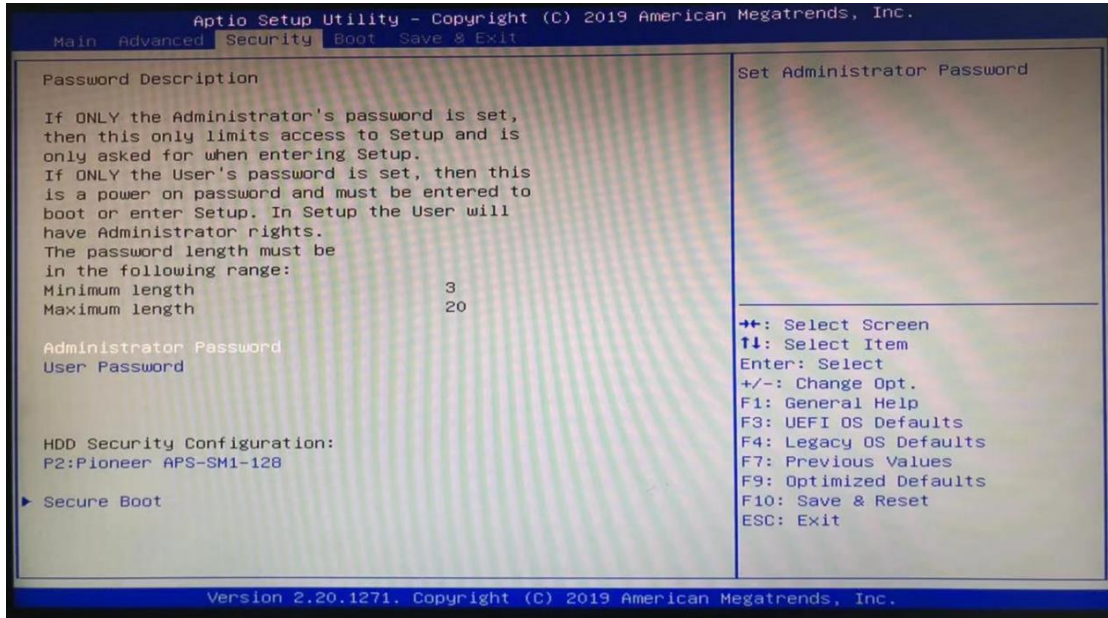 Aptio Setup Utility – Copyright (C) 2019 American Megatrends, Inc.
Main Advanced Security Boot Save & Exit
Password Description
If ONLY the Administrator's password is set,
then this only limits access to Setup and is
only asked for when entering Setup.
If ONLY the User's password is set, then this
is a power on password and must be entered to
boot or enter Setup. In Setup the User will
have Administrator rights.
The password length must be
in the following range:
Minimum length 3
Maximum length 20
Administrator Password
User Password
HDD Security Configuration:
P2:Pioneer APS-SM1-128
Secure Boot
Set Administrator Password
→←: Select Screen
↑↓: Select Item
Enter: Select
+/-: Change Opt.
F1: General Help
F3: UEFI OS Defaults
F4: Legacy OS Defaults
F7: Previous Values
F9: Optimized Defaults
F10: Save & Reset
ESC: Exit
Version 2.20.1271. Copyright (C) 2019 American Megatrends, Inc.